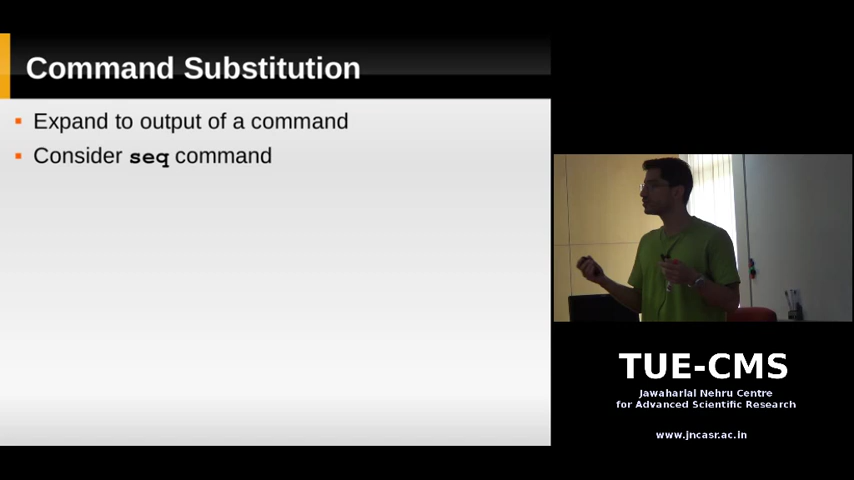 Command Substitution
Expand to output of a command
Consider seq command
TUE-CMS
Jawaharlal Nehru Centre
for Advanced Scientific Research
www.jncasr.ac.in